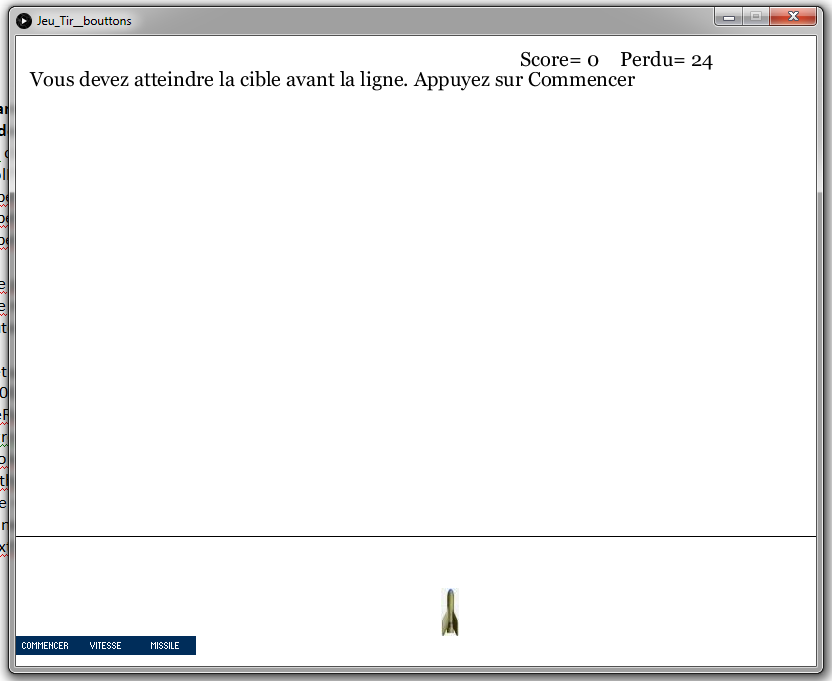 Jeu_Tir__bouttons
Score= 0 Perdu= 24
Vous devez atteindre la cible avant la ligne. Appuyez sur Commencer
COMMENCER VITESSE MISSILE